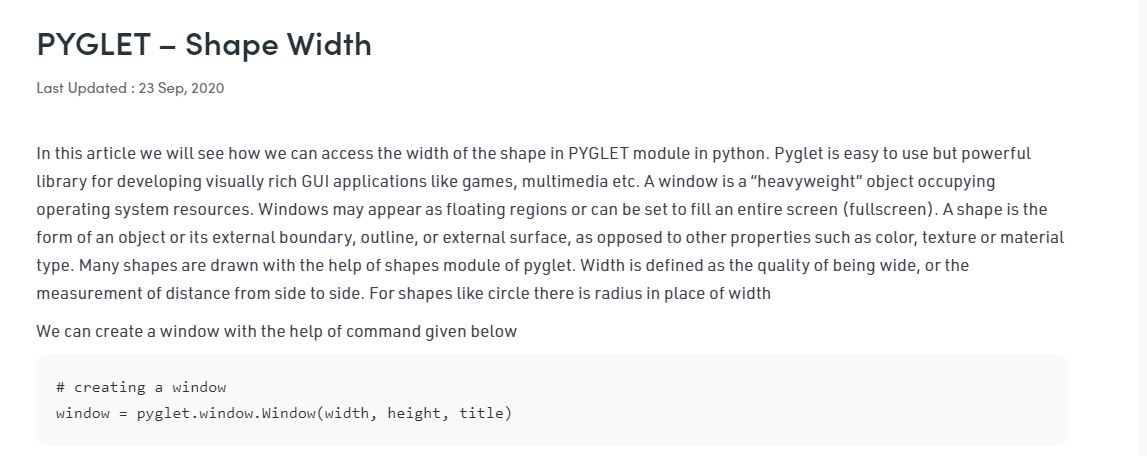 PYGLET – Shape Width
Last Updated : 23 Sep, 2020
In this article we will see how we can access the width of the shape in PYGLET module in python. Pyglet is easy to use but powerful
library for developing visually rich GUI applications like games, multimedia etc. A window is a “heavyweight” object occupying
operating system resources. Windows may appear as floating regions or can be set to fill an entire screen (fullscreen). A shape is the
form of an object or its external boundary, outline, or external surface, as opposed to other properties such as color, texture or material
type. Many shapes are drawn with the help of shapes module of pyglet. Width is defined as the quality of being wide, or the
measurement of distance from side to side. For shapes like circle there is radius in place of width
We can create a window with the help of command given below
# creating a window
window = pyglet.window.Window(width, height, title)